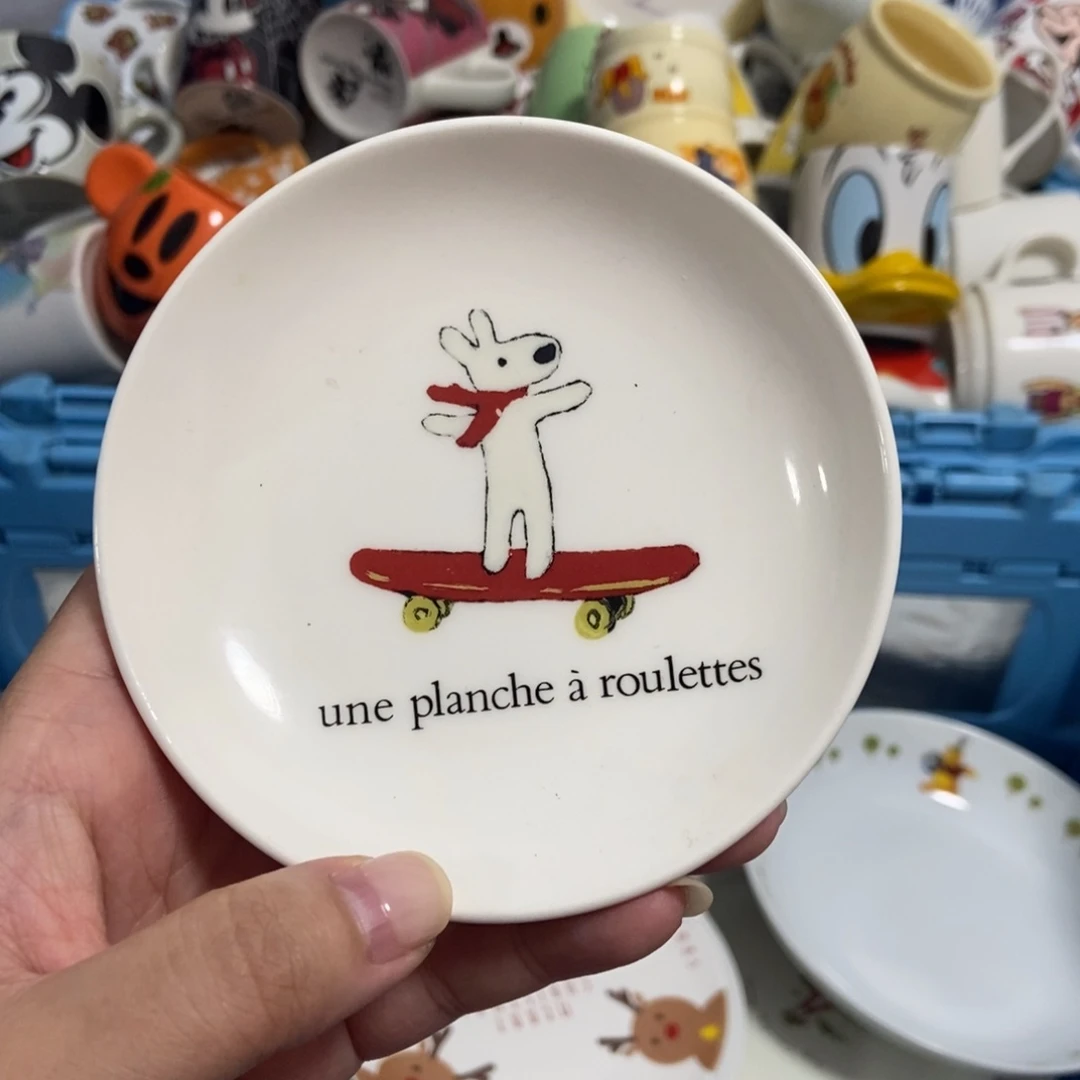 une planche à roulettes